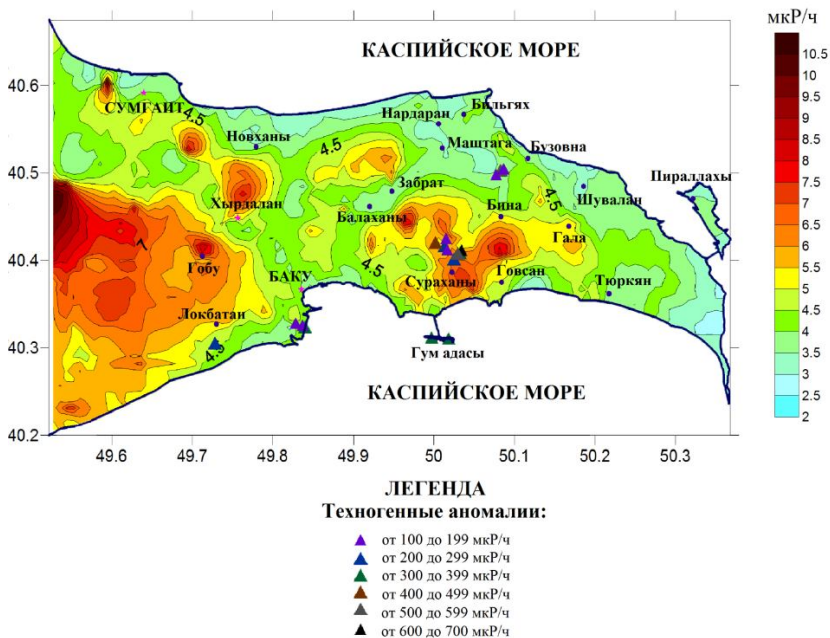 мкР/ч
КАСПИЙСКОЕ МОРЕ
10.5
10
9.5
9
8.5
8
7.5
7
6.5
6
5.5
5
4.5
4
3.5
3
2.5
2
40.6
40.5
40.4
40.3
40.2
СУМГАИТ
4.5
Новханы
Нардаран
Бильгях
4.5
Маштага
Бузовна
Пираллахы
Забрат
4.5
Шувалан
Хырдалан
Балаханы
Бина
7
Гала
Гобу
БАКУ
4.5
Сураханы
Говсан
Тюркян
Локбатан
4.5
Гум адасы
КАСПИЙСКОЕ МОРЕ
49.6 49.7 49.8 49.9 50 50.1 50.2 50.3
ЛЕГЕНДА
Техногенные аномалии:
от 100 до 199 мкР/ч
от 200 до 299 мкР/ч
от 300 до 399 мкР/ч
от 400 до 499 мкР/ч
от 500 до 599 мкР/ч
от 600 до 700 мкР/ч